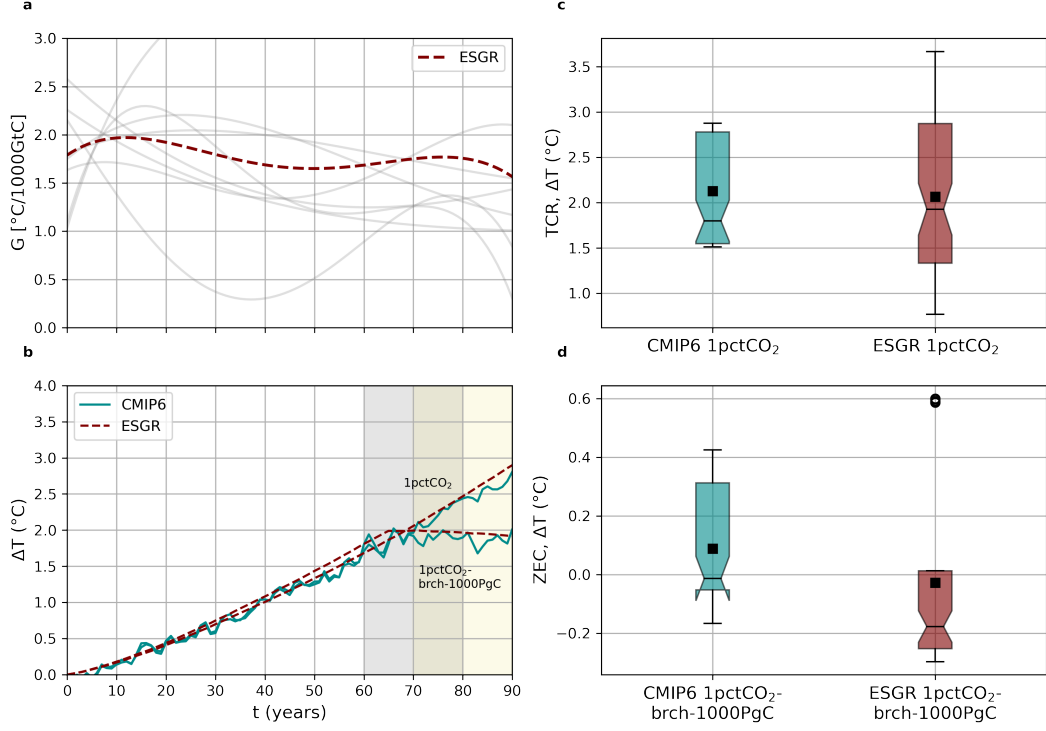 a
3.0
2.5
2.0
1.5
1.0
0.5
0.0
G [°C/1000GtC]
ESGR
b
4.0
3.5
3.0
2.5
2.0
1.5
1.0
0.5
0.0
ΔT (°C)
CMIP6
ESGR
1pctCO₂
1pctCO₂-
brch-1000PgC
0 10 20 30 40 50 60 70 80 90
t (years)
c
3.5
3.0
2.5
2.0
1.5
1.0
TCR, ΔT (°C)
CMIP6 1pctCO₂ ESGR 1pctCO₂
d
0.6
0.4
0.2
0.0
−0.2
ZEC, ΔT (°C)
CMIP6 1pctCO₂- ESGR 1pctCO₂-
brch-1000PgC brch-1000PgC